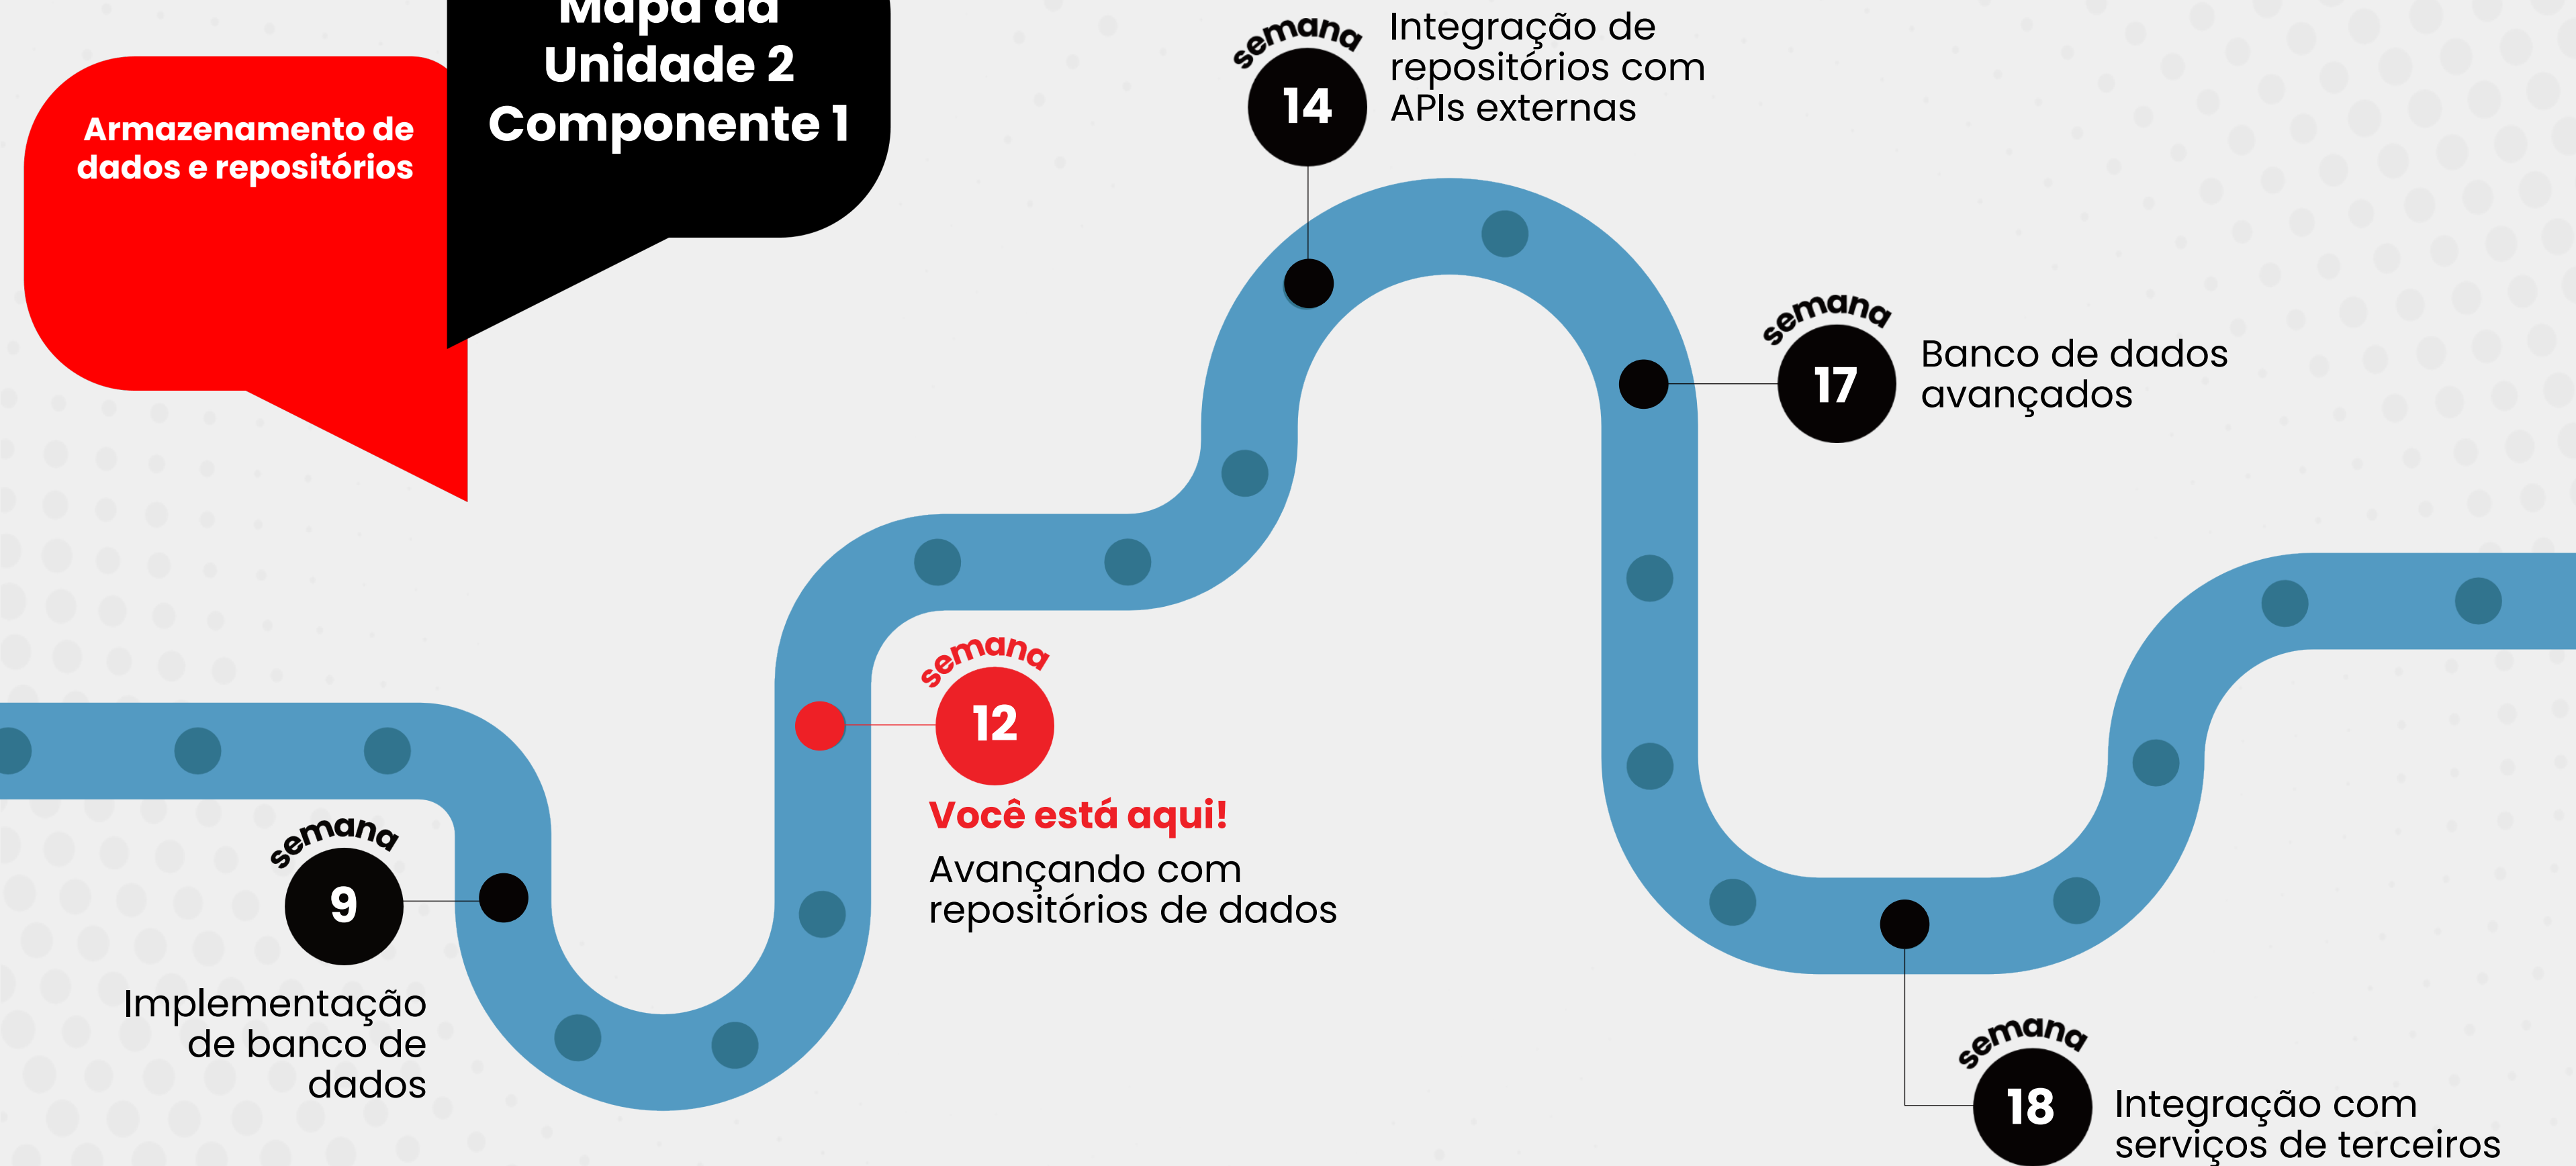 Mapa da
Unidade 2
Componente 1
Armazenamento de
dados e repositórios
semana
14
Integração de
repositórios com
APIs externas
semana
17
Banco de dados
avançados
semana
12
Você está aqui!
Avançando com
repositórios de dados
semana
9
Implementação
de banco de
dados
semana
18
Integração com
serviços de terceiros